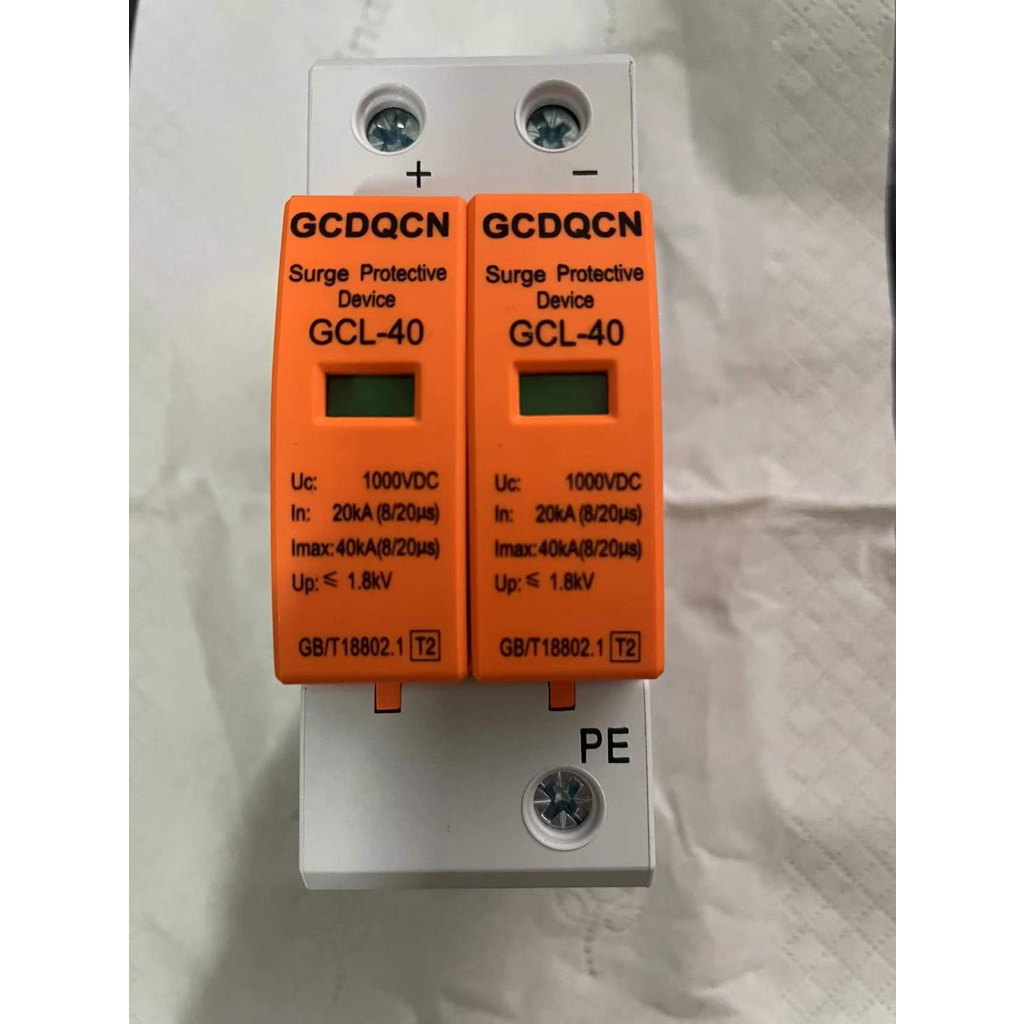 + -
GCDQCN
Surge Protective
Device
GCL-40
Uc: 1000VDC
In: 20kA(8/20µs)
Imax:40kA(8/20µs)
Up:≤ 1.8kV
GB/T18802.1 T2
GCDQCN
Surge Protective
Device
GCL-40
Uc: 1000VDC
In: 20kA(8/20µs)
Imax:40kA(8/20µs)
Up:≤ 1.8kV
GB/T18802.1 T2
PE